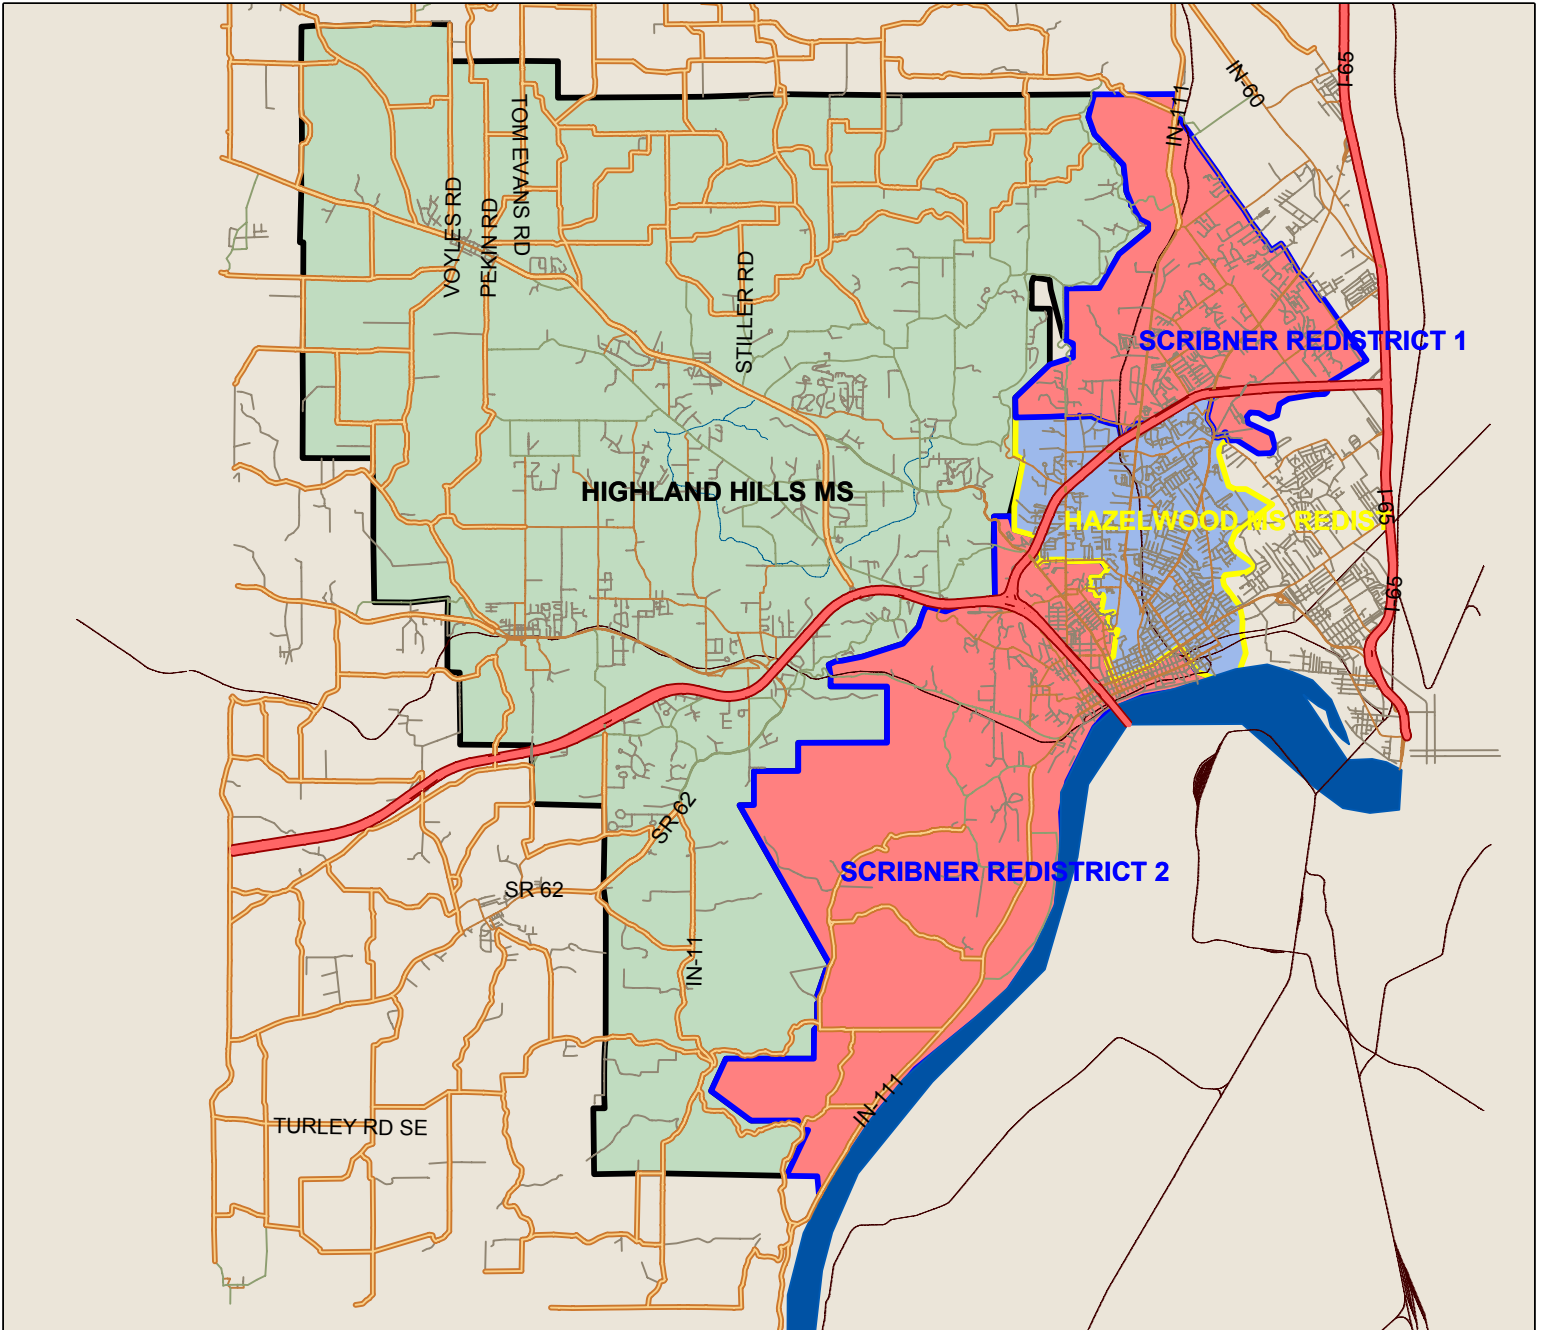 I-65
IN-60
IN-111
TOM EVANS RD
VOYLES RD
PEKIN RD
STILLER RD
SCRIBNER REDISTRICT 1
HIGHLAND HILLS MS
I-65
HAZELWOOD MS REDIST
I-65
SR 62
SCRIBNER REDISTRICT 2
SR 62
IN-11
IN-111
TURLEY RD SE